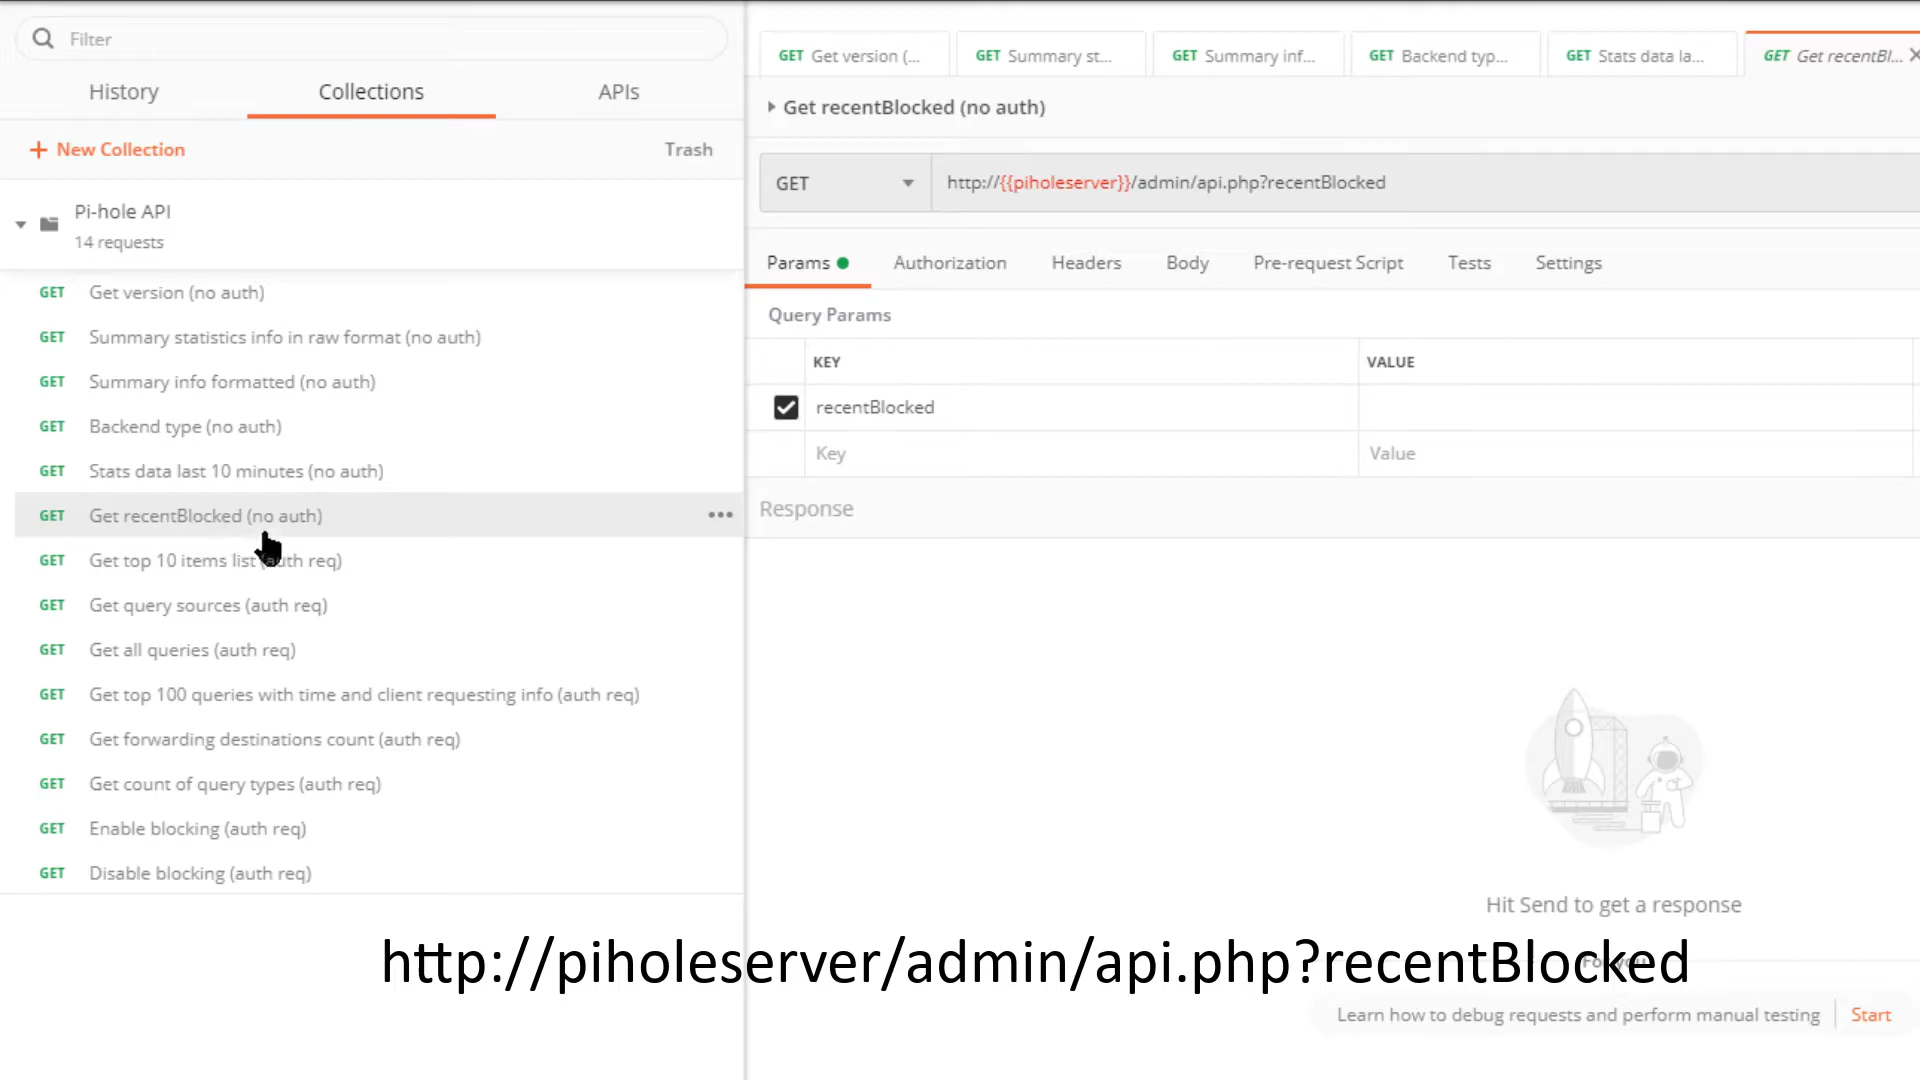 Filter
History
Collections
APIs
New Collection
Trash
Pi-hole API
14 requests
GET Get version (no auth)
GET Summary statistics info in raw format (no auth)
GET Summary info formatted (no auth)
GET Backend type (no auth)
GET Stats data last 10 minutes (no auth)
GET Get recentBlocked (no auth)
GET Get top 10 items list (auth req)
GET Get query sources (auth req)
GET Get all queries (auth req)
GET Get top 100 queries with time and client requesting info (auth req)
GET Get forwarding destinations count (auth req)
GET Get count of query types (auth req)
GET Enable blocking (auth req)
GET Disable blocking (auth req)
GET Get version (...
GET Summary st...
GET Summary inf...
GET Backend typ...
GET Stats data la...
GET Get recentBl...
Get recentBlocked (no auth)
GET
http://{{piholeserver}}/admin/api.php?recentBlocked
Params
Authorization
Headers
Body
Pre-request Script
Tests
Settings
Query Params
KEY
VALUE
recentBlocked
Key
Value
Response
Hit Send to get a response
http://piholeserver/admin/api.php?recentBlocked
Learn how to debug requests and perform manual testing
Start